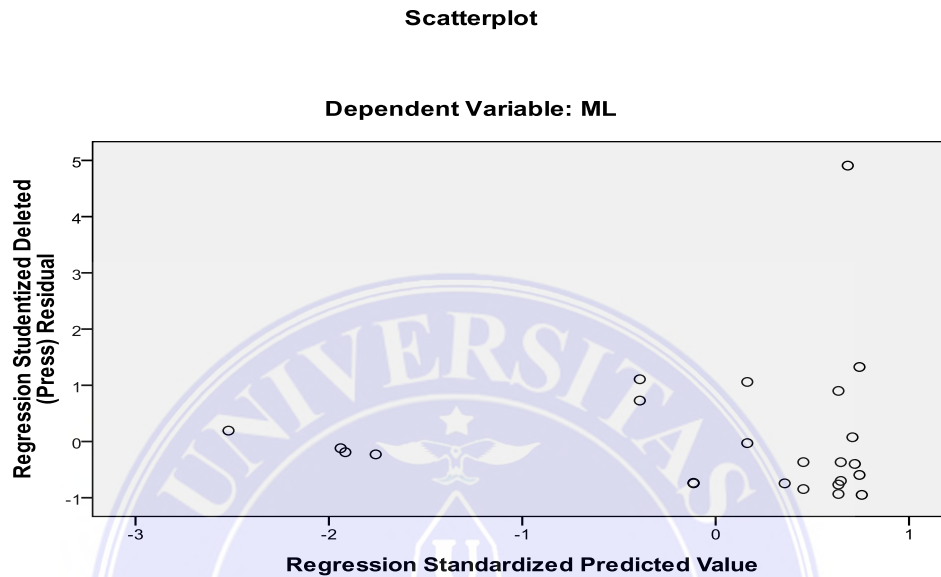 Scatterplot
Dependent Variable: ML
Regression Studentized Deleted
(Press) Residual
5
4
3
2
1
0
-1
-3
-2
-1
0
1
Regression Standardized Predicted Value
UNIVERSITAS
U